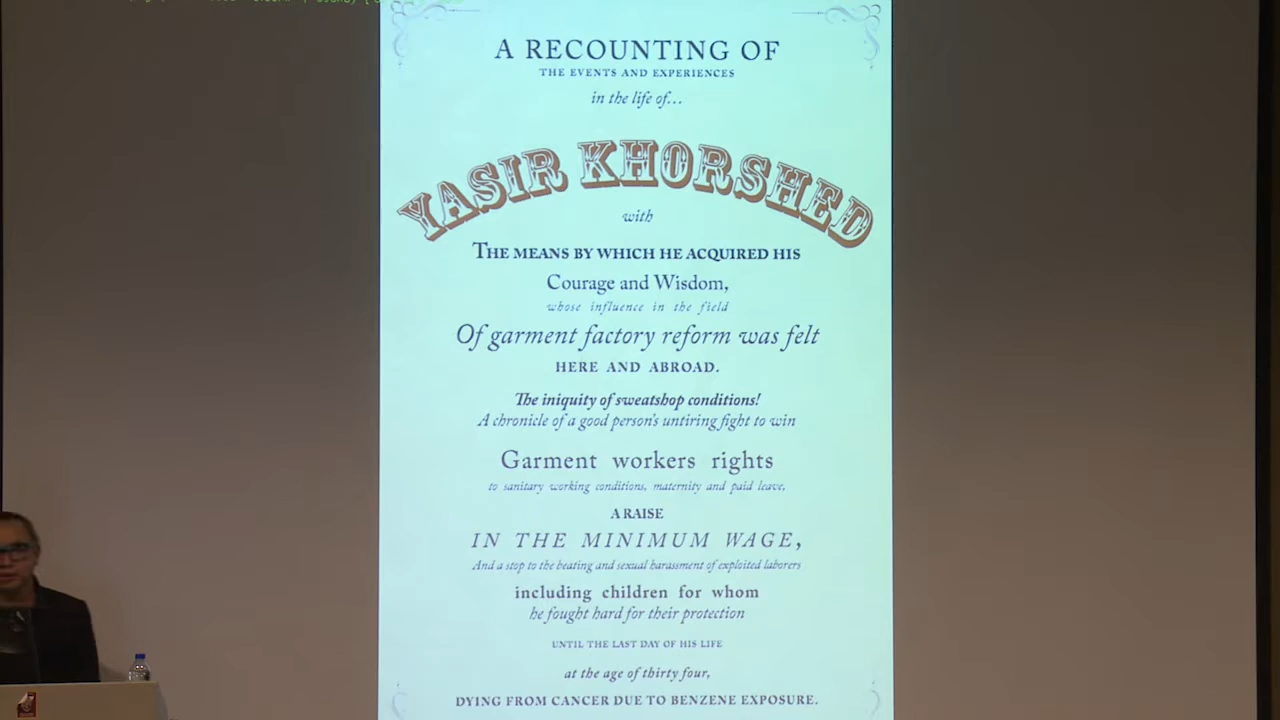 A RECOUNTING OF
THE EVENTS AND EXPERIENCES
in the life of...
YASIR KHORSHED
with
THE MEANS BY WHICH HE ACQUIRED HIS
Courage and Wisdom,
whose influence in the field
Of garment factory reform was felt
HERE AND ABROAD.
The iniquity of sweatshop conditions!
A chronicle of a good person's untiring fight to win
Garment workers rights
to sanitary working conditions, maternity and paid leave,
A RAISE
IN THE MINIMUM WAGE,
And a stop to the beating and sexual harassment of exploited laborers
including children for whom
he fought hard for their protection
UNTIL THE LAST DAY OF HIS LIFE
at the age of thirty four,
DYING FROM CANCER DUE TO BENZENE EXPOSURE.